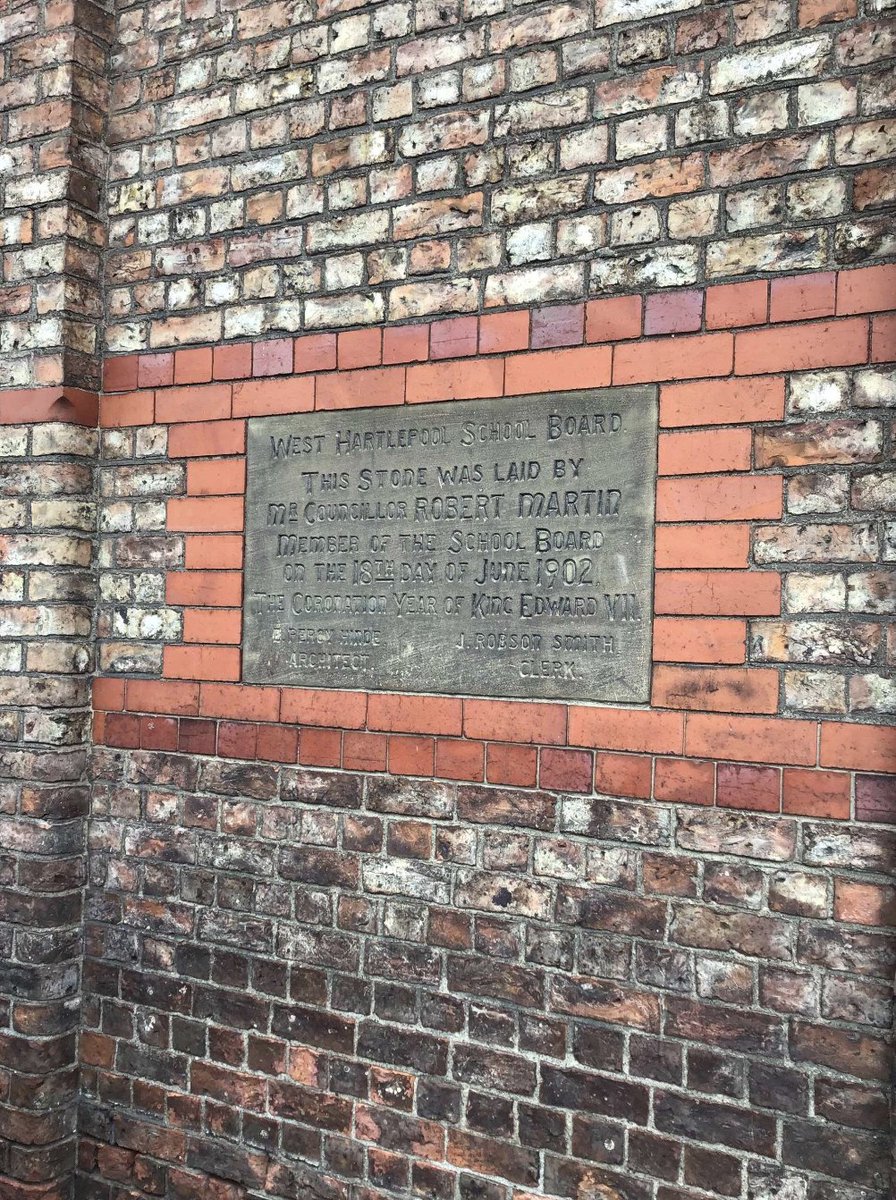 WEST HARTLEPOOL SCHOOL BOARD.
THIS STONE WAS LAID BY
MR COUNCILLOR ROBERT MARTIN
MEMBER OF THE SCHOOL BOARD
ON THE 18TH DAY OF JUNE 1902.
THE CORONATION YEAR OF KING EDWARD VII.
PERCY HINDE J. ROBSON SMITH
ARCHITECT. CLERK.